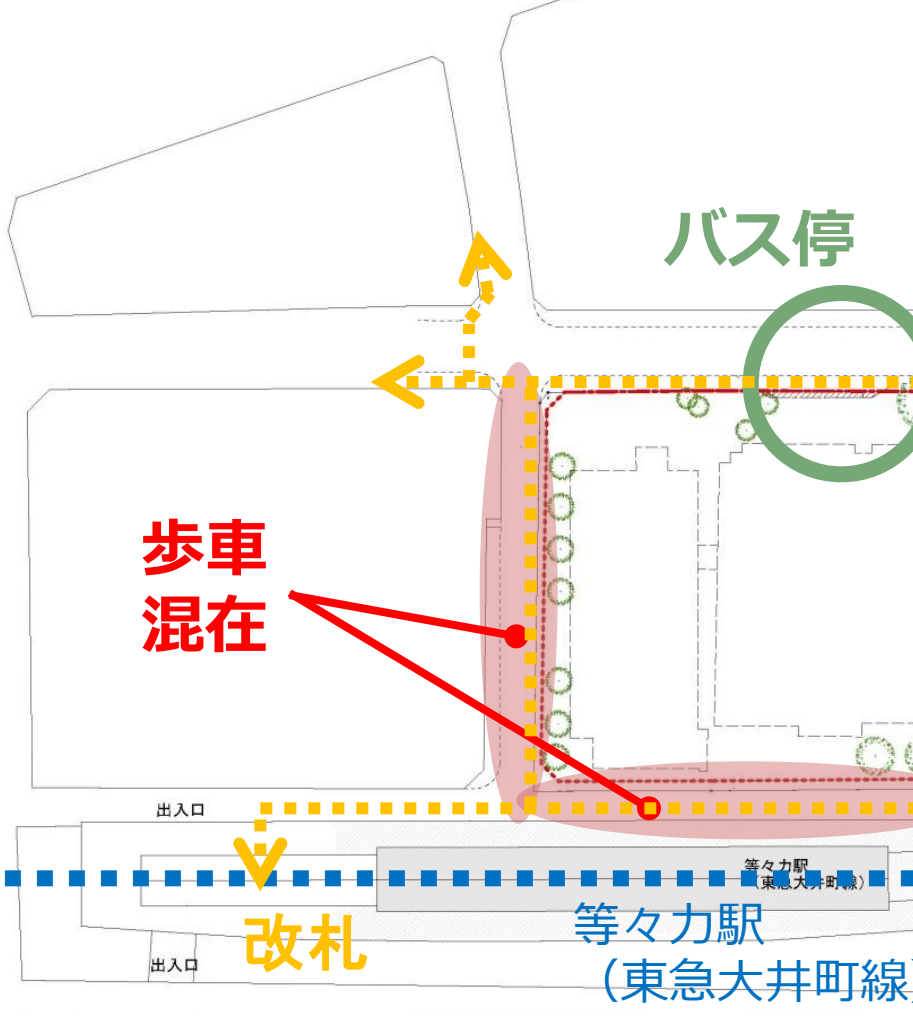 バス停
歩車
混在
出入口
等々力駅
（東急大井町線）
改札
等々力駅
（東急大井町線）
出入口